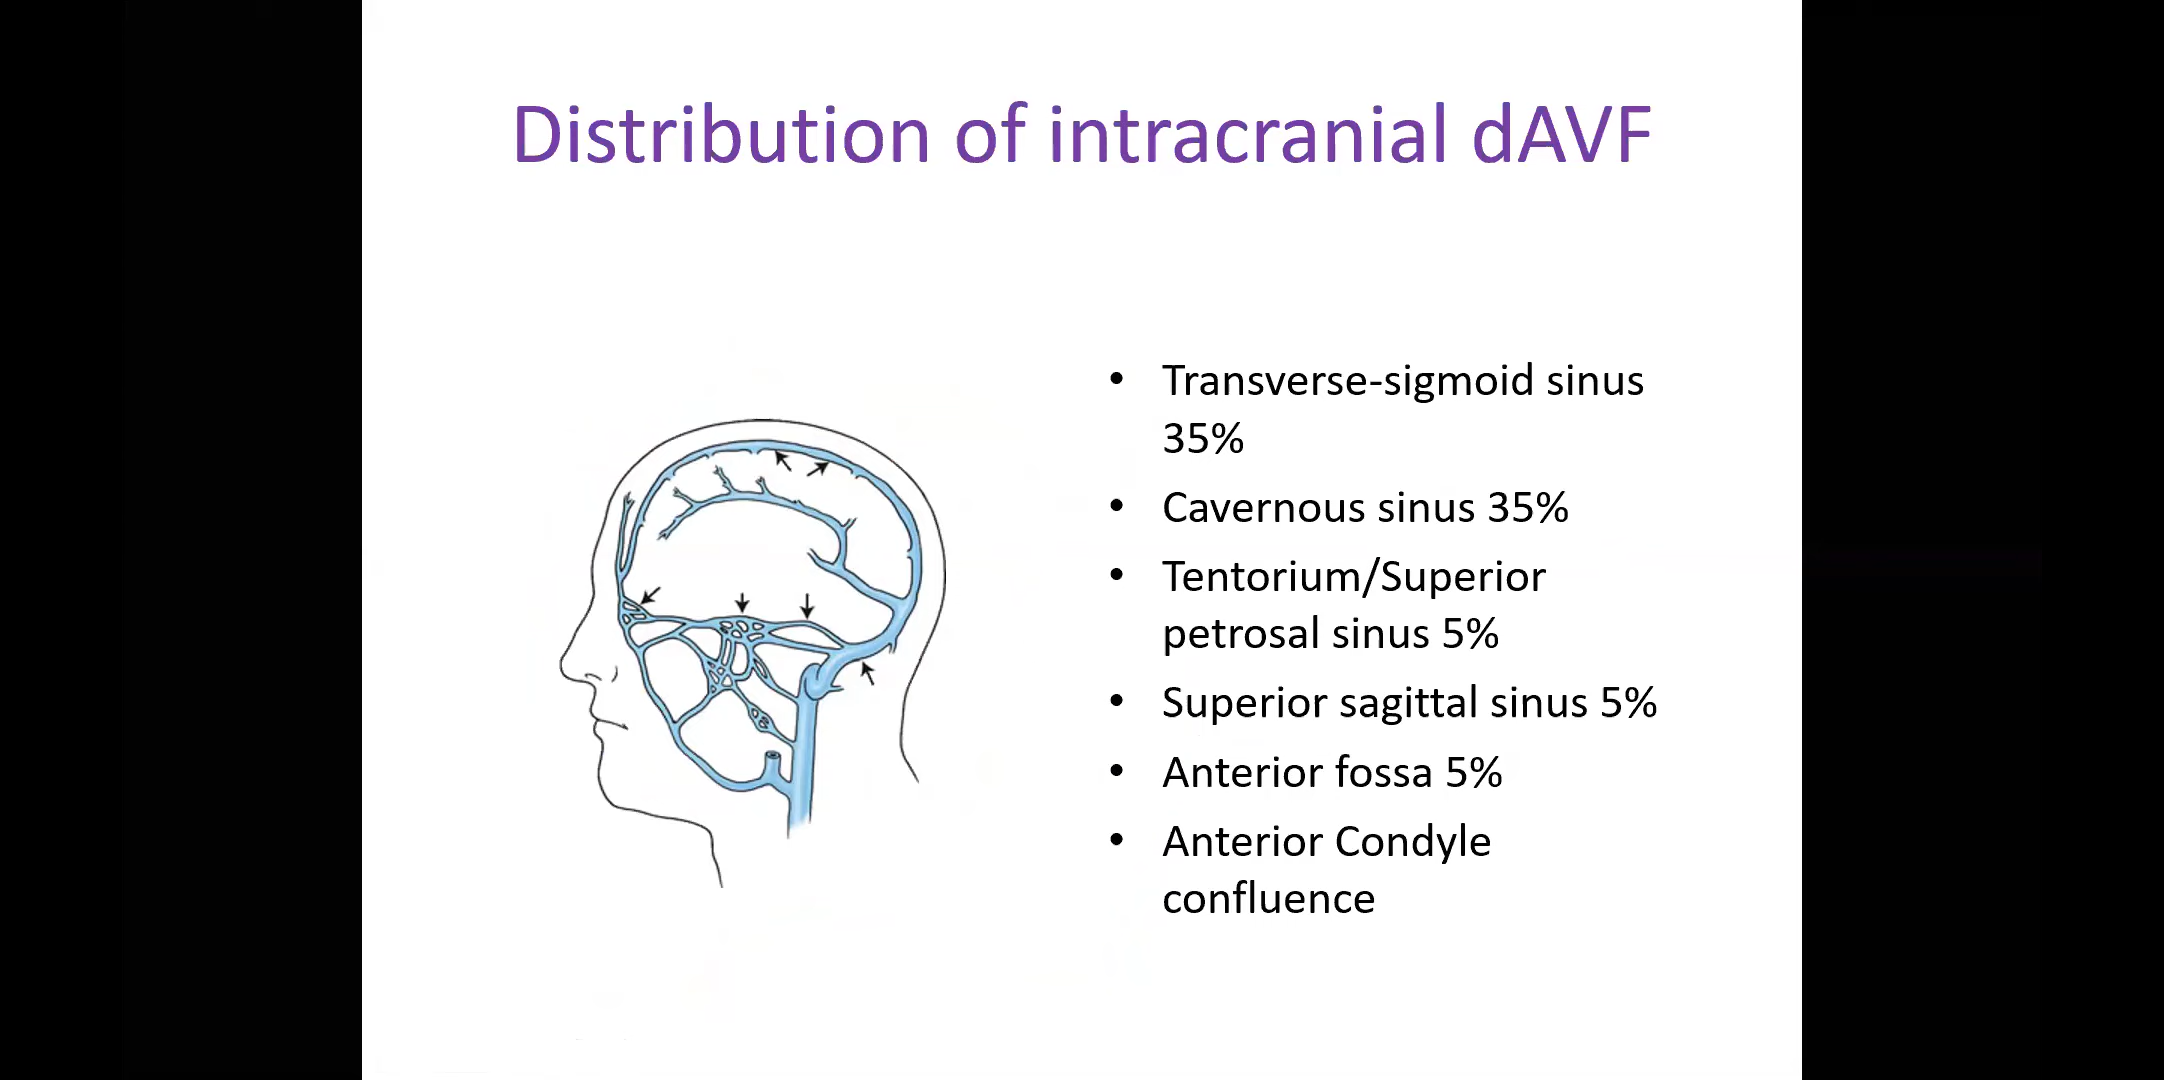 Distribution of intracranial dAVF
• Transverse-sigmoid sinus
35%
• Cavernous sinus 35%
• Tentorium/Superior
petrosal sinus 5%
• Superior sagittal sinus 5%
• Anterior fossa 5%
• Anterior Condyle
confluence